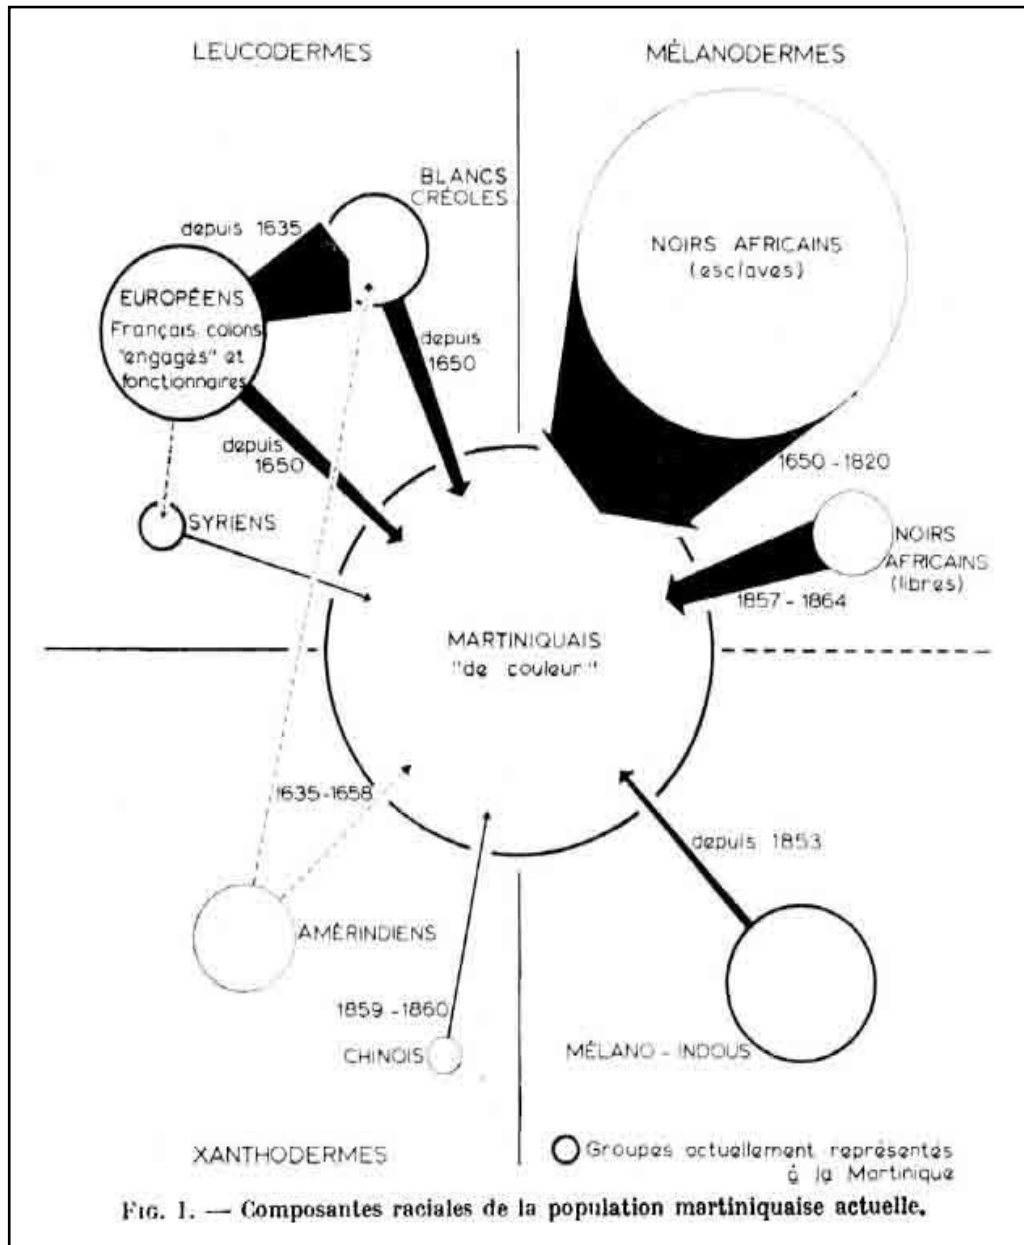 LEUCODERMES
MÉLANODERMES
BLANCS
CRÉOLES
depuis 1635
NOIRS AFRICAINS
(esclaves)
EUROPÉENS
Français colons
"engagés" et
fonctionnaires
depuis
1650
depuis
1650
1650-1820
SYRIENS
NOIRS
AFRICAINS
(libres)
1857-1864
MARTINIQUAIS
"de couleur"
1635-1658
depuis 1853
AMÉRINDIENS
1859-1860
CHINOIS
MÉLANO-INDOUS
XANTHODERMES
Groupes actuellement représentés
à la Martinique
FIG. 1. — Composantes raciales de la population martiniquaise actuelle.